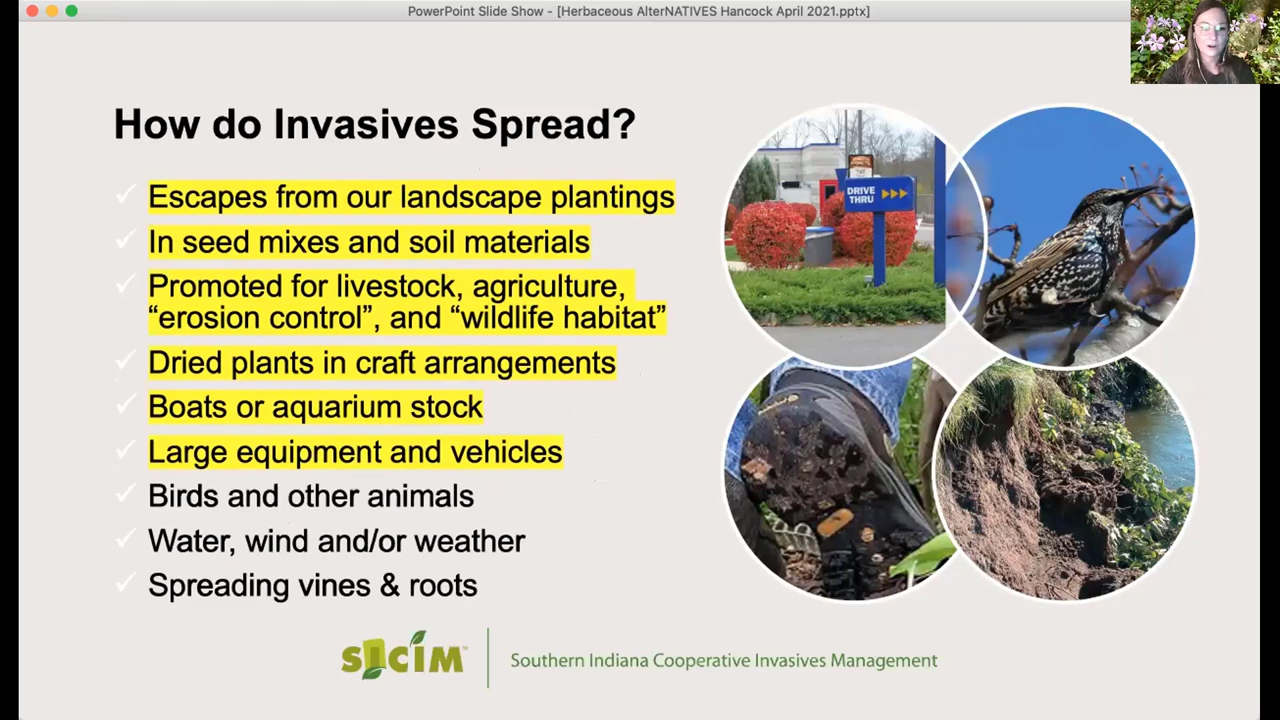 PowerPoint Slide Show - [Herbaceous AlterNATIVES Hancock April 2021.pptx]
How do Invasives Spread?
Escapes from our landscape plantings
In seed mixes and soil materials
Promoted for livestock, agriculture,
“erosion control”, and “wildlife habitat”
Dried plants in craft arrangements
Boats or aquarium stock
Large equipment and vehicles
Birds and other animals
Water, wind and/or weather
Spreading vines & roots
DRIVE
THRU
SICIM™
Southern Indiana Cooperative Invasives Management